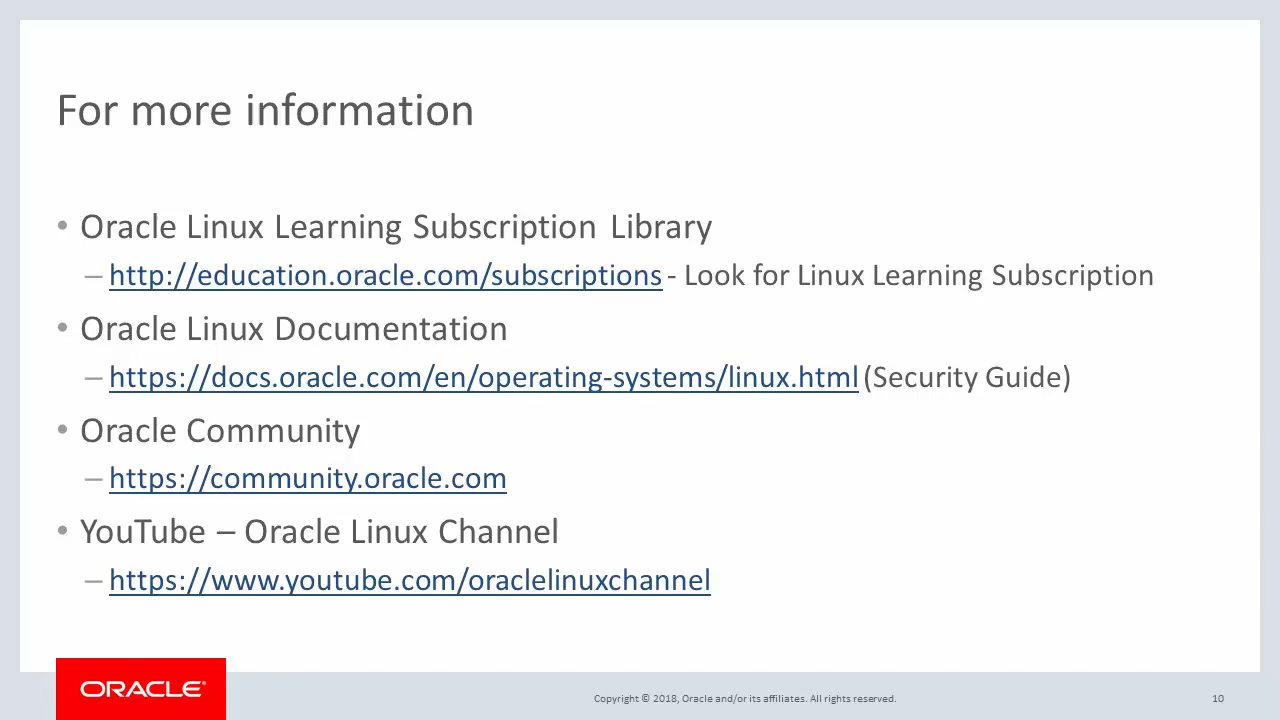 For more information
• Oracle Linux Learning Subscription Library
– http://education.oracle.com/subscriptions - Look for Linux Learning Subscription
• Oracle Linux Documentation
– https://docs.oracle.com/en/operating-systems/linux.html (Security Guide)
• Oracle Community
– https://community.oracle.com
• YouTube – Oracle Linux Channel
– https://www.youtube.com/oraclelinuxchannel
ORACLE®
Copyright © 2018, Oracle and/or its affiliates. All rights reserved.
10